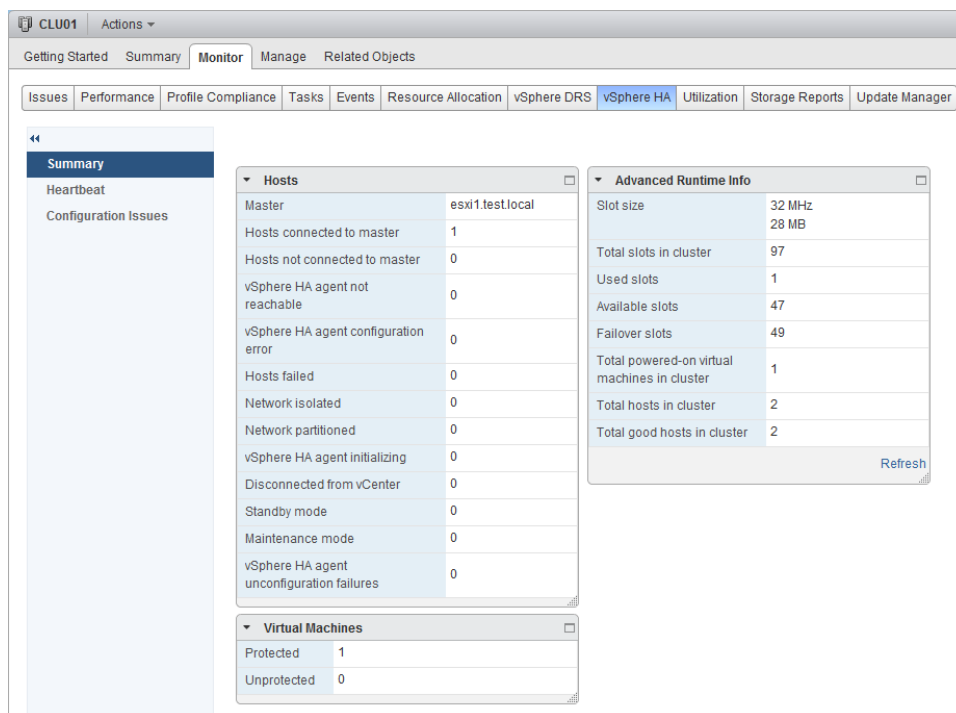 CLU01 Actions
Getting Started Summary Monitor Manage Related Objects
Issues Performance Profile Compliance Tasks Events Resource Allocation vSphere DRS vSphere HA Utilization Storage Reports Update Manager
Summary
Heartbeat
Configuration Issues
Hosts
Master esxi1.test.local
Hosts connected to master 1
Hosts not connected to master 0
vSphere HA agent not
reachable 0
vSphere HA agent configuration
error 0
Hosts failed 0
Network isolated 0
Network partitioned 0
vSphere HA agent initializing 0
Disconnected from vCenter 0
Standby mode 0
Maintenance mode 0
vSphere HA agent
unconfiguration failures 0
Virtual Machines
Protected 1
Unprotected 0
Advanced Runtime Info
Slot size 32 MHz
28 MB
Total slots in cluster 97
Used slots 1
Available slots 47
Failover slots 49
Total powered-on virtual
machines in cluster 1
Total hosts in cluster 2
Total good hosts in cluster 2
Refresh